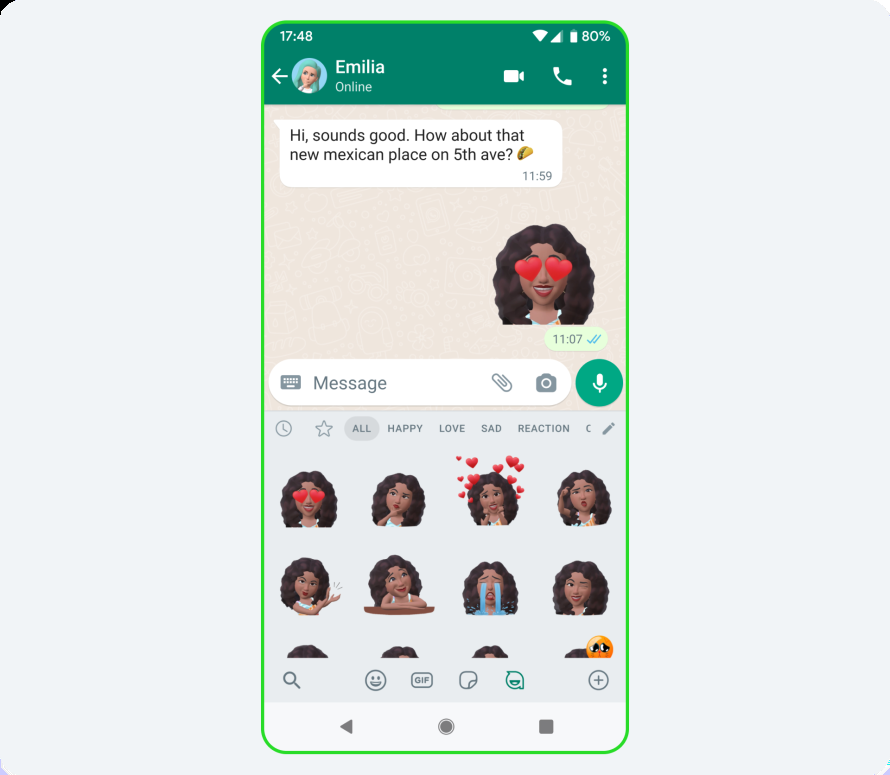 17:48
80%
Emilia
Online
Hi, sounds good. How about that
new mexican place on 5th ave?🌮
11:59
11:07
Message
ALL HAPPY LOVE SAD REACTION
GIF